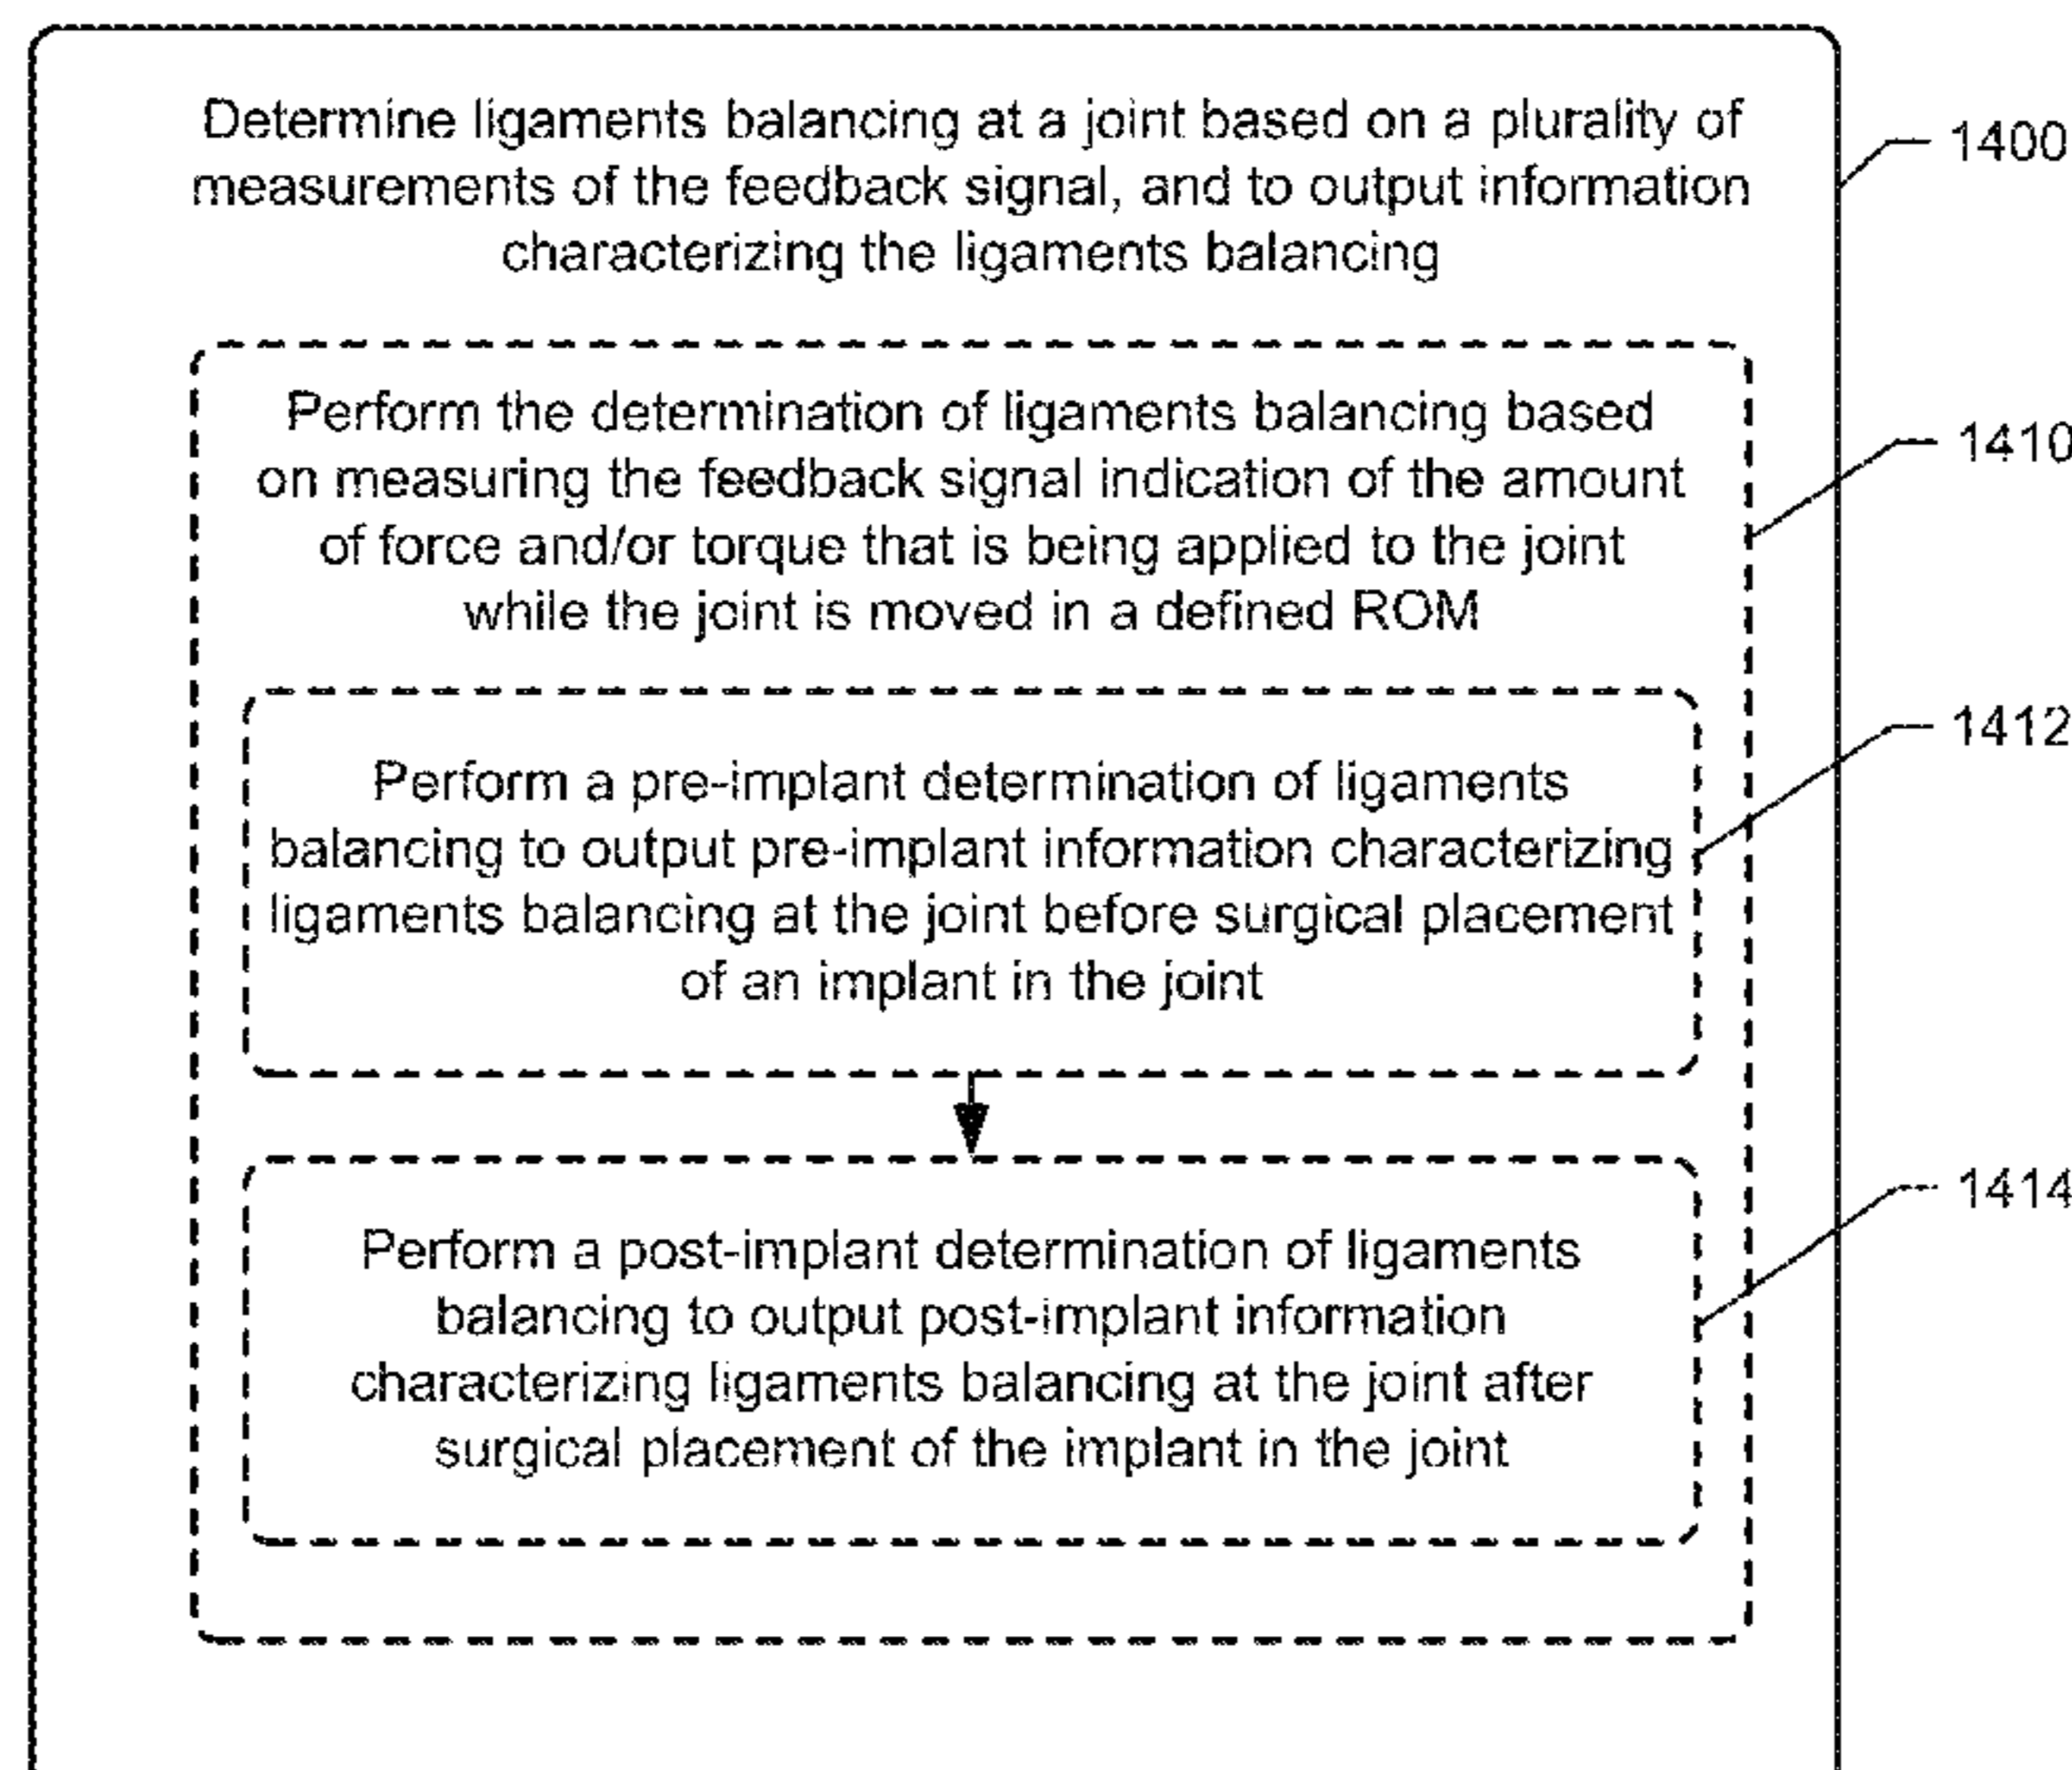 Determine ligaments balancing at a joint based on a plurality of
measurements of the feedback signal, and to output information
characterizing the ligaments balancing
1400
Perform the determination of ligaments balancing based
on measuring the feedback signal indication of the amount
of force and/or torque that is being applied to the joint
while the joint is moved in a defined ROM
1410
Perform a pre-implant determination of ligaments
balancing to output pre-implant information characterizing
ligaments balancing at the joint before surgical placement
of an implant in the joint
1412
Perform a post-implant determination of ligaments
balancing to output post-implant information
characterizing ligaments balancing at the joint after
surgical placement of the implant in the joint
1414